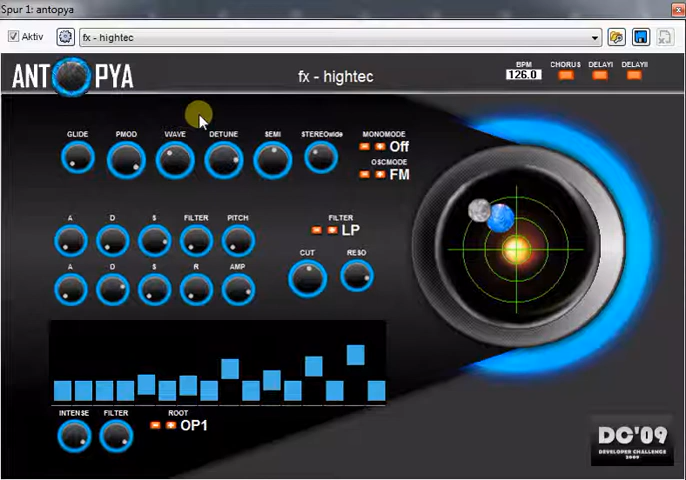 Spur 1: antopya
Aktiv
fx - hightec
ANT PYA
fx - hightec
BPM
126.0
CHORUS
DELAYI
DELAYII
GLIDE
PMOD
WAVE
DETUNE
SEMI
STEREOwide
MONOMODE
Off
OSCMODE
FM
A
D
S
FILTER
PITCH
FILTER
LP
A
D
S
R
AMP
CUT
RESO
INTENSE
FILTER
ROOT
OP1
DC'09
DEVELOPER CHALLENGE
2009